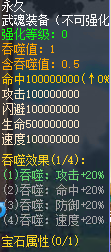 永久
武魂装备(不可强化
强化等级: 0
吞噬值: 1
含吞噬值: 0.5
命中100000000(↑0%
攻击10000000
闪避10000000
生命50000000
速度10000000
吞噬效果(1/4):
(1)吞噬: 攻击+20%
(2)吞噬: 命中+20%
(3)吞噬: 防御+20%
(4)吞噬: 速度+20%
宝石属性(0/1)